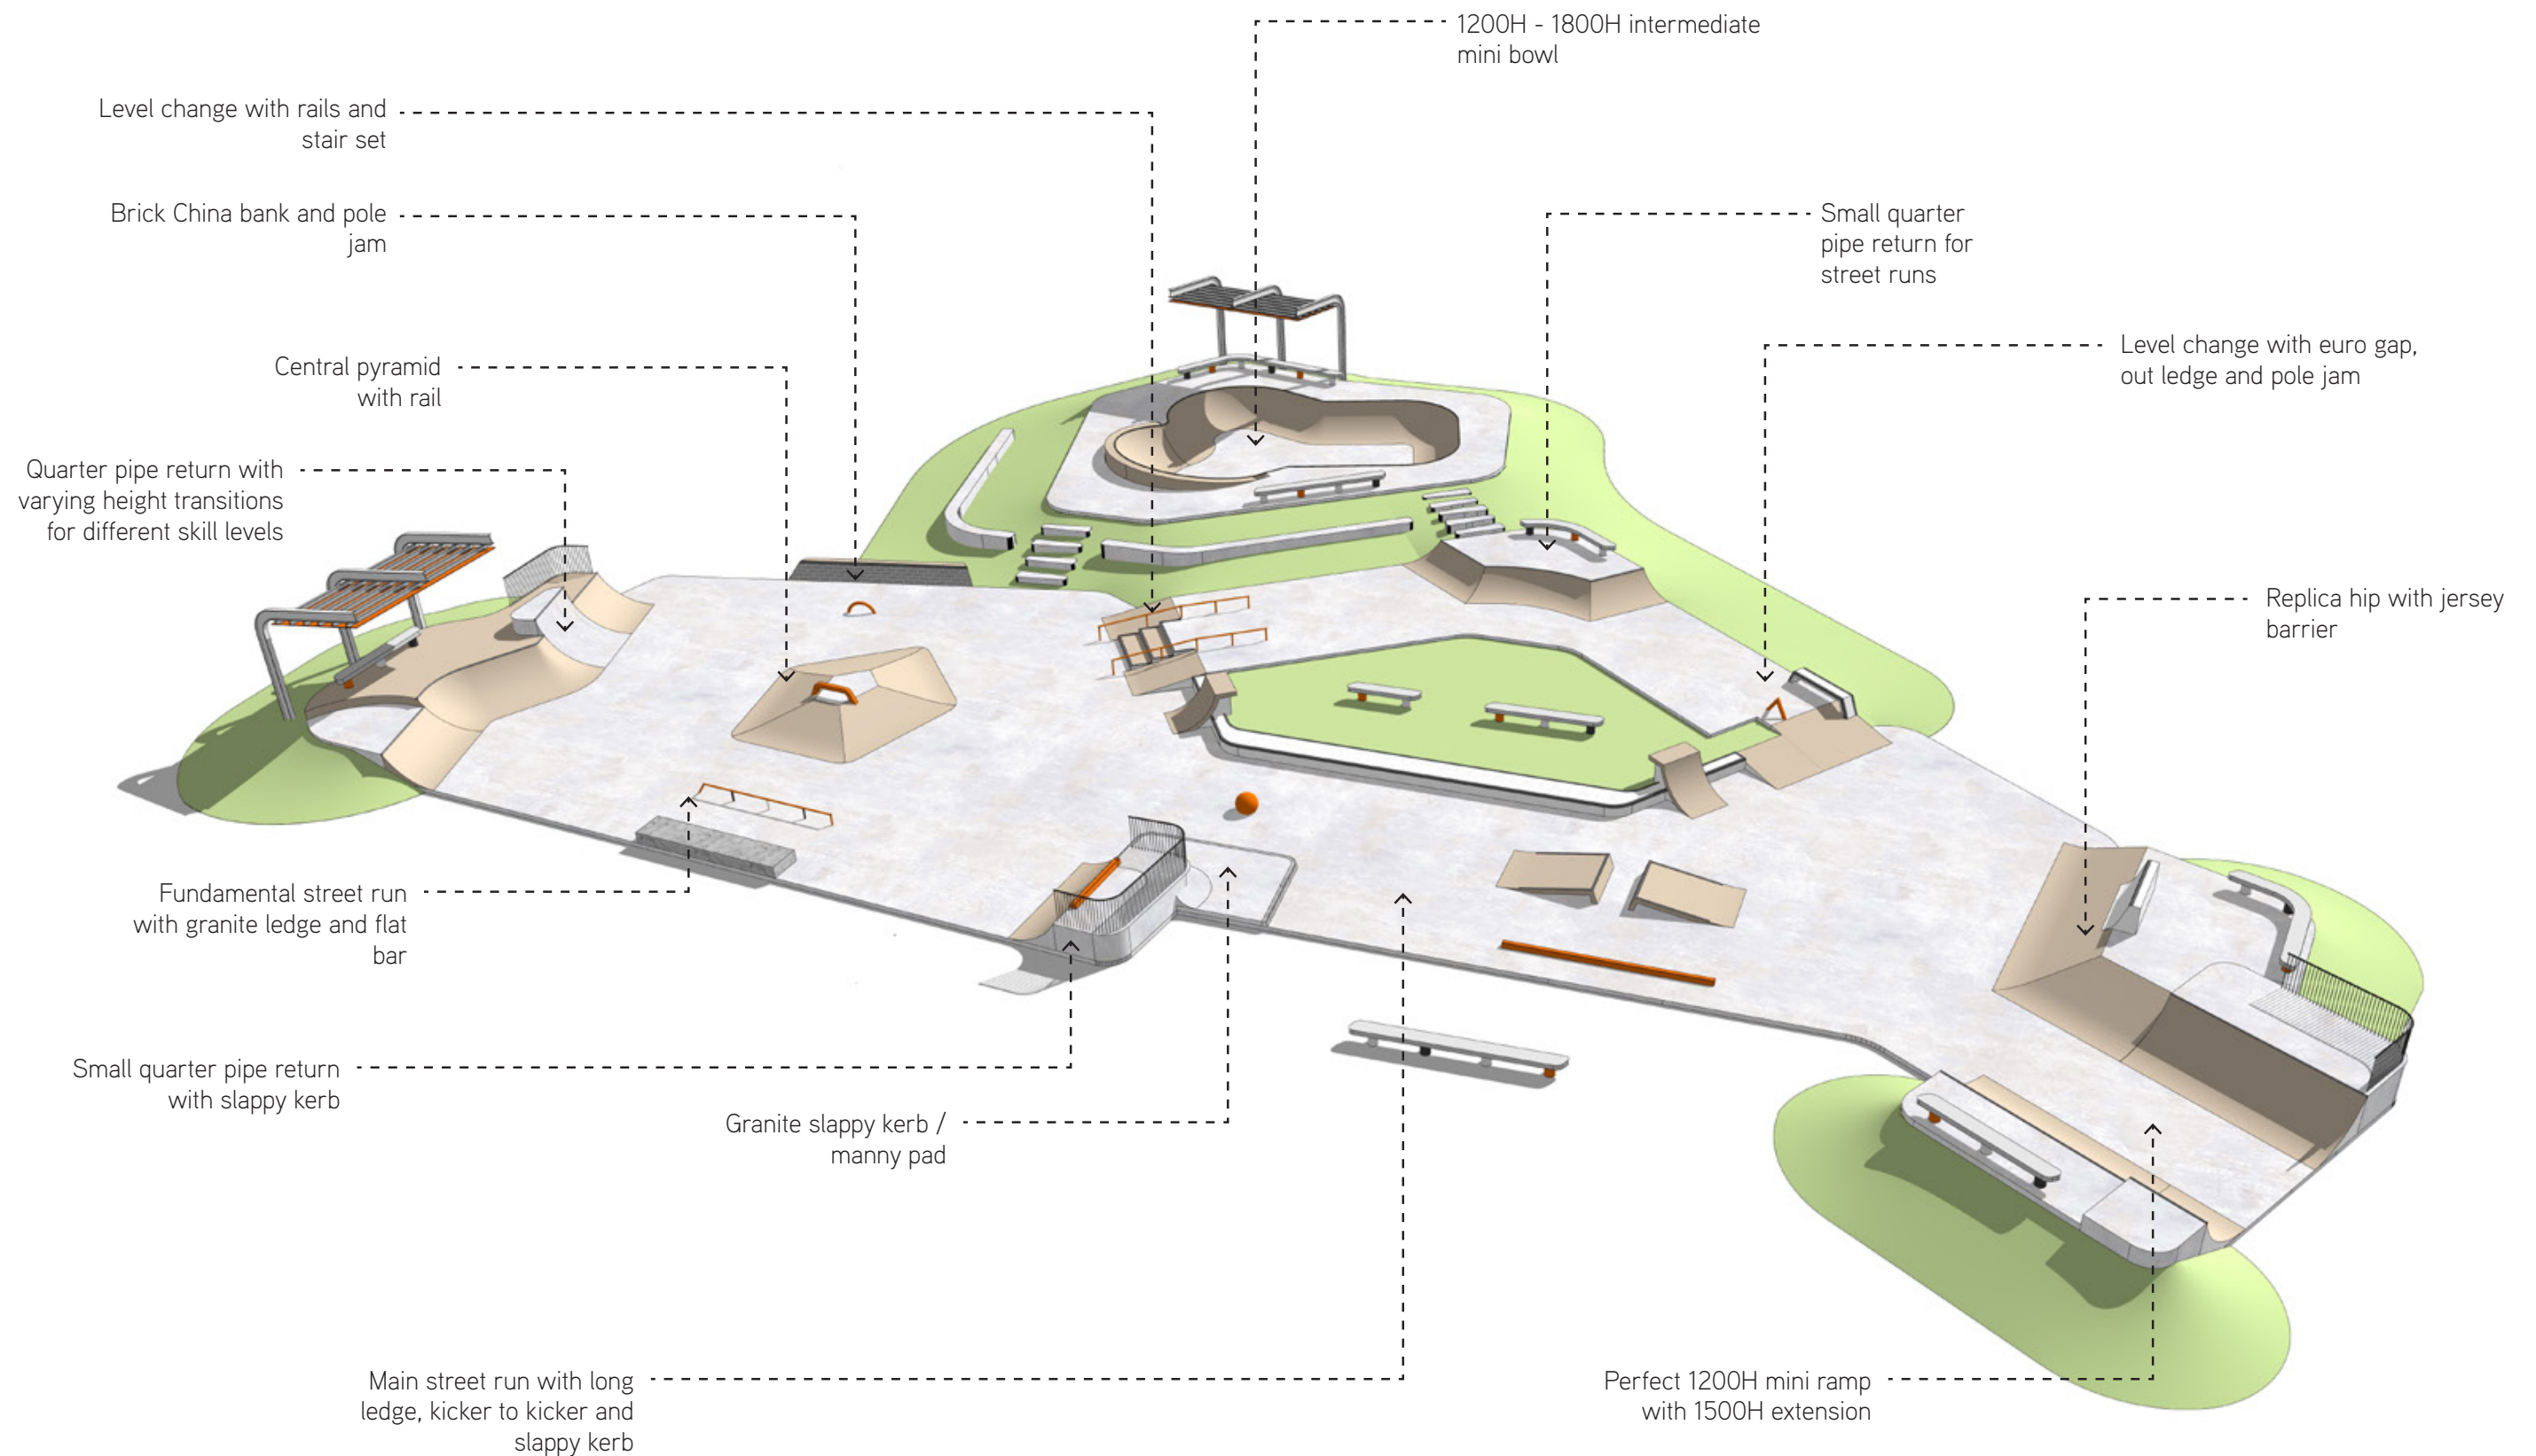 1200H - 1800H intermediate
mini bowl
Level change with rails and
stair set
Brick China bank and pole
jam
Small quarter
pipe return for
street runs
Level change with euro gap,
out ledge and pole jam
Central pyramid
with rail
Quarter pipe return with
varying height transitions
for different skill levels
Replica hip with jersey
barrier
Fundamental street run
with granite ledge and flat
bar
Small quarter pipe return
with slappy kerb
Granite slappy kerb /
manny pad
Main street run with long
ledge, kicker to kicker and
slappy kerb
Perfect 1200H mini ramp
with 1500H extension